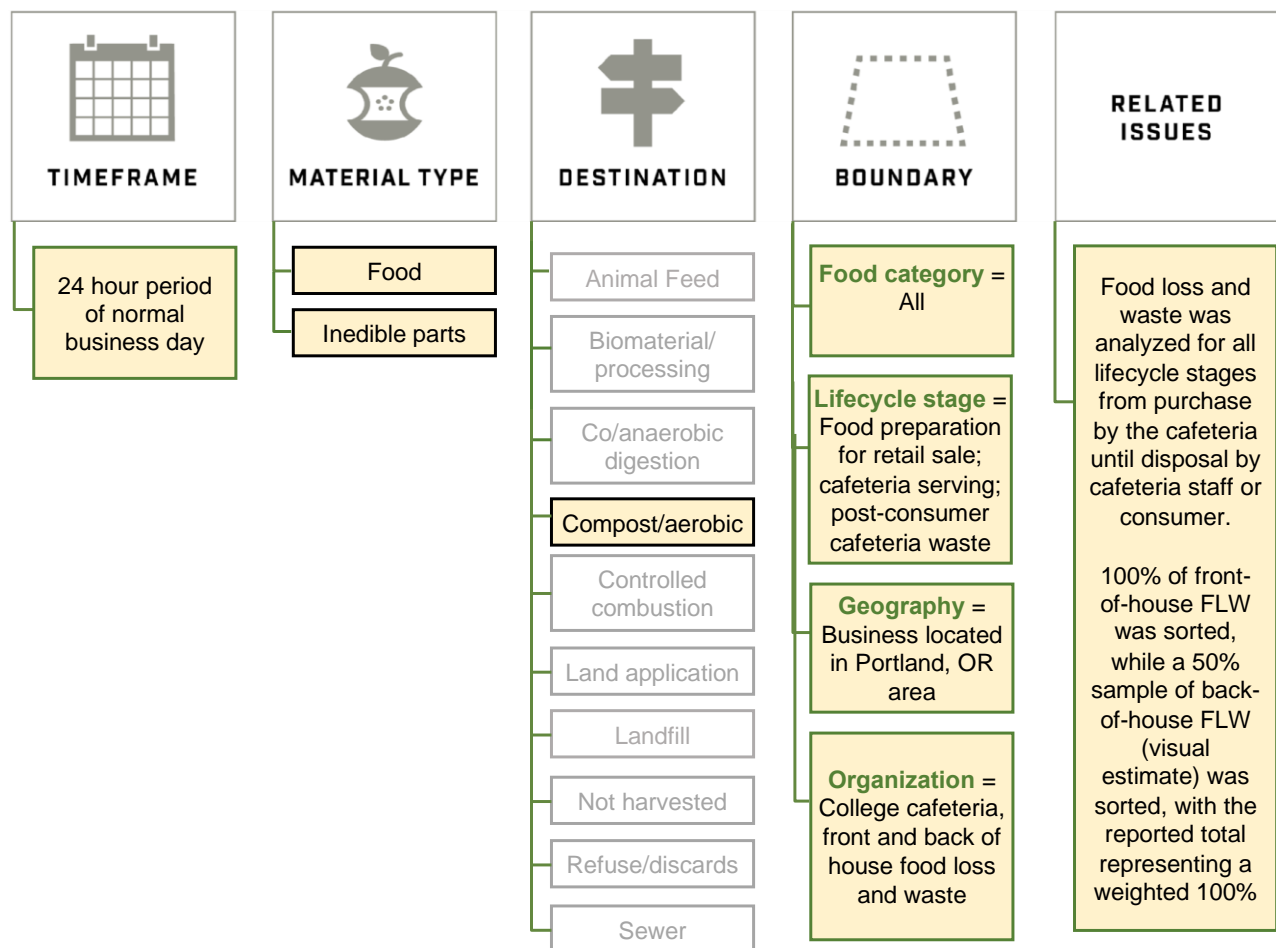 TIMEFRAME
24 hour period
of normal
business day
MATERIAL TYPE
Food
Inedible parts
DESTINATION
Animal Feed
Biomaterial/
processing
Co/anaerobic
digestion
Compost/aerobic
Controlled
combustion
Land application
Landfill
Not harvested
Refuse/discards
Sewer
BOUNDARY
Food category =
All
Lifecycle stage =
Food preparation
for retail sale;
cafeteria serving;
post-consumer
cafeteria waste
Geography =
Business located
in Portland, OR
area
Organization =
College cafeteria,
front and back of
house food loss
and waste
RELATED
ISSUES
Food loss and
waste was
analyzed for all
lifecycle stages
from purchase
by the cafeteria
until disposal by
cafeteria staff or
consumer.
100% of front-
of-house FLW
was sorted,
while a 50%
sample of back-
of-house FLW
(visual
estimate) was
sorted, with the
reported total
representing a
weighted 100%